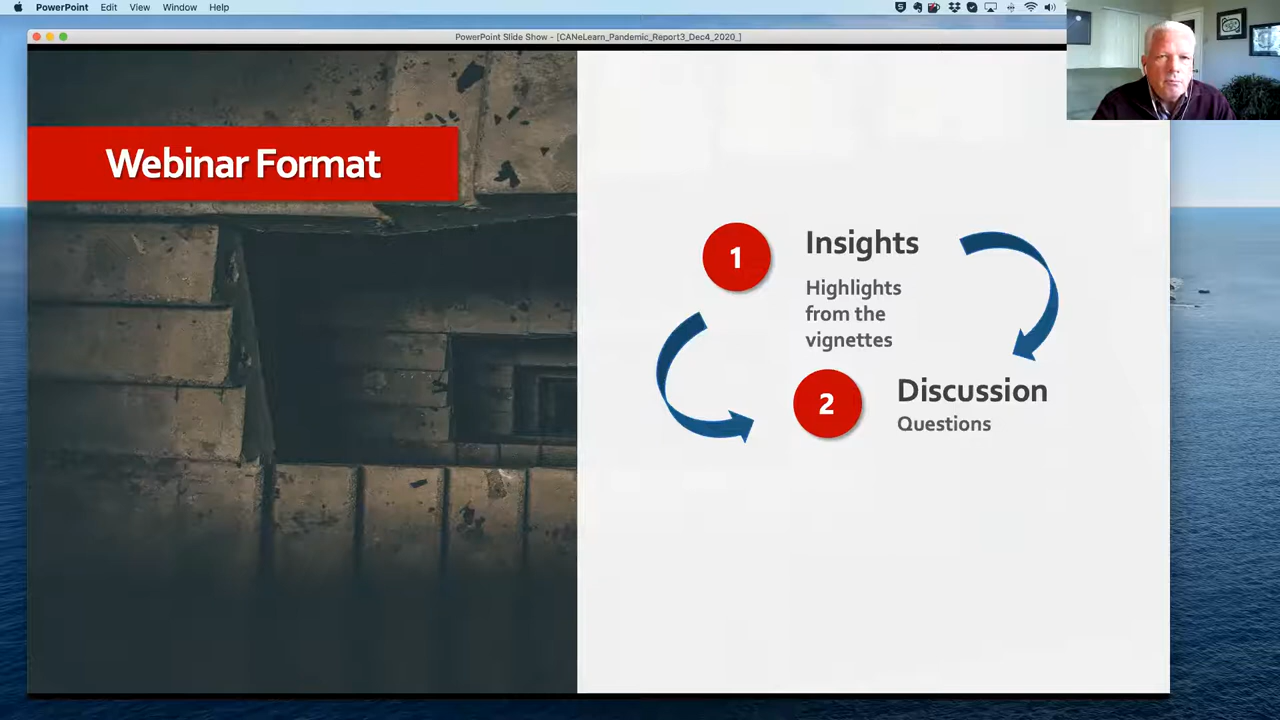 PowerPoint Edit View Window Help
PowerPoint Slide Show - [CANeLearn_Pandemic_Report3_Dec4_2020_]
Webinar Format
1
Insights
Highlights
from the
vignettes
2
Discussion
Questions